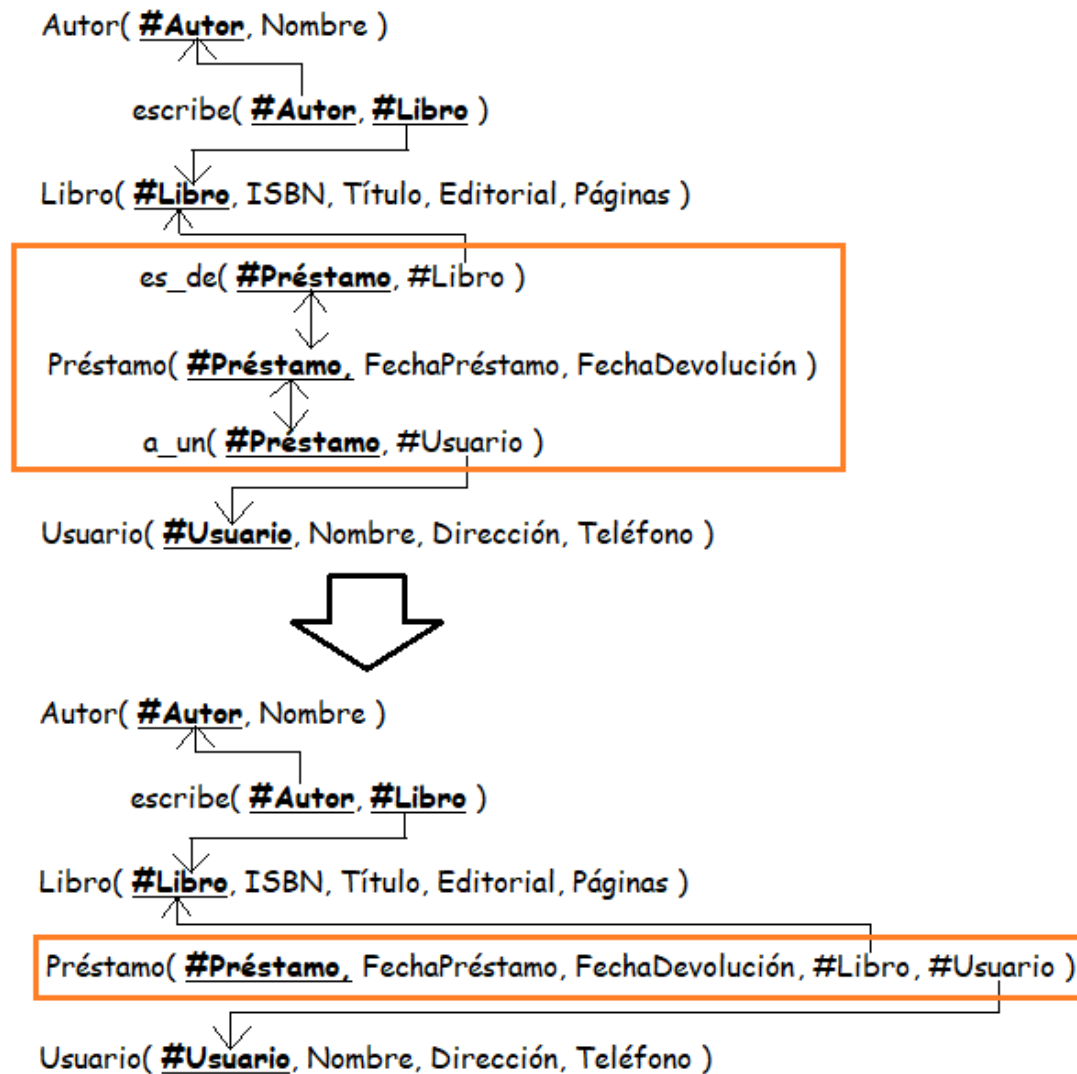 Autor( #Autor, Nombre )
escribe( #Autor, #Libro )
Libro( #Libro, ISBN, Título, Editorial, Páginas )
es_de( #Préstamo, #Libro )
Préstamo( #Préstamo, FechaPréstamo, FechaDevolución )
a_un( #Préstamo, #Usuario )
Usuario( #Usuario, Nombre, Dirección, Teléfono )
Autor( #Autor, Nombre )
escribe( #Autor, #Libro )
Libro( #Libro, ISBN, Título, Editorial, Páginas )
Préstamo( #Préstamo, FechaPréstamo, FechaDevolución, #Libro, #Usuario )
Usuario( #Usuario, Nombre, Dirección, Teléfono )